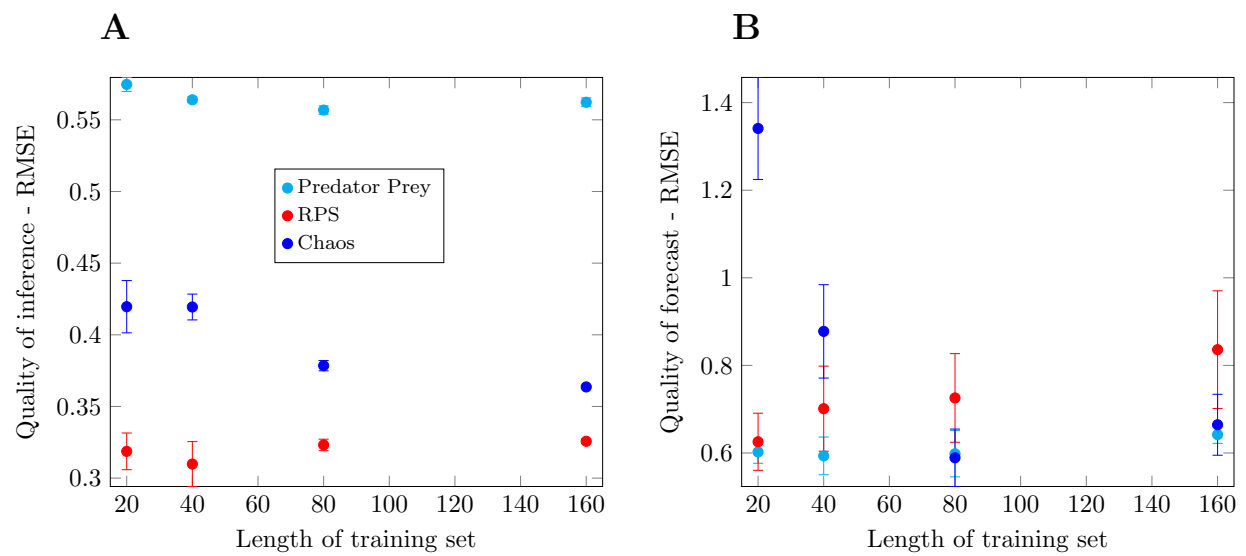 A
Quality of inference - RMSE
0.55
0.5
0.45
0.4
0.35
0.3
Predator Prey
RPS
Chaos
20 40 60 80 100 120 140 160
Length of training set
B
Quality of forecast - RMSE
1.4
1.2
1
0.8
0.6
20 40 60 80 100 120 140 160
Length of training set